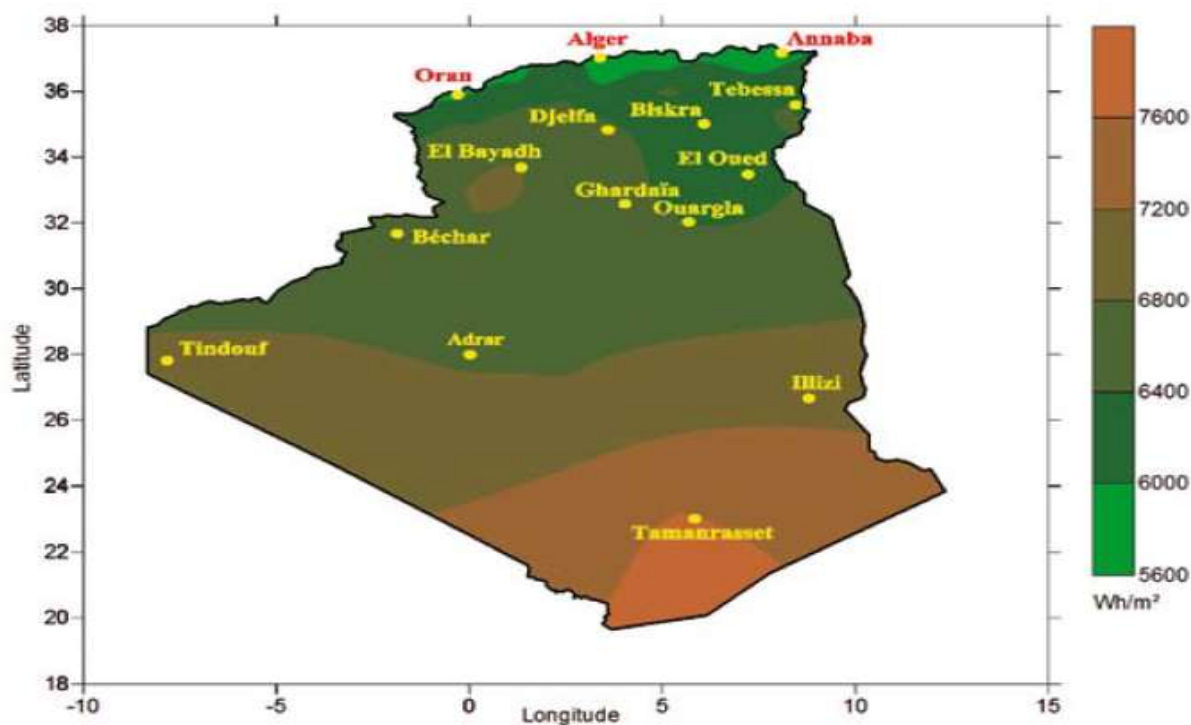 38
36
34
32
30
28
26
24
22
20
18
Latitude
-10
-5
0
5
10
15
Longitude
Alger
Annaba
Oran
Tebessa
Djelfa
Biskra
El Bayadh
El Oued
Ghardaïa
Ouargla
Béchar
Tindouf
Adrar
Illizi
Tamanrasset
7600
7200
6800
6400
6000
5600
Wh/m²